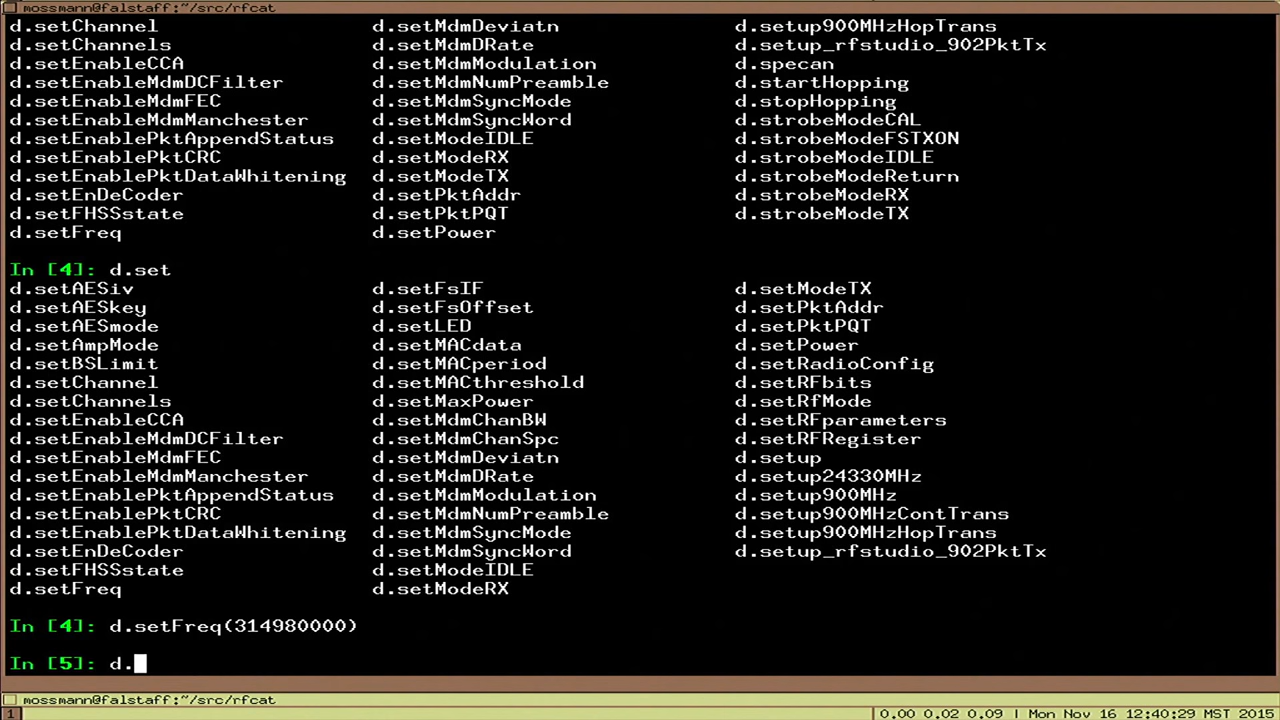 mossmann@falstaff:~/src/rfcat
d.setChannel d.setMdmDeviatn d.setup900MHzHopTrans
d.setChannels d.setMdmDRate d.setup_rfstudio_902PktTx
d.setEnableCCA d.setMdmModulation d.specan
d.setEnableMdmDCFilter d.setMdmNumPreamble d.startHopping
d.setEnableMdmFEC d.setMdmSyncMode d.stopHopping
d.setEnableMdmManchester d.setMdmSyncWord d.strobeModeCAL
d.setEnablePktAppendStatus d.setModeIDLE d.strobeModeFSTXON
d.setEnablePktCRC d.setModeRX d.strobeModeIDLE
d.setEnablePktDataWhitening d.setModeTX d.strobeModeReturn
d.setEnDeCoder d.setPktAddr d.strobeModeRX
d.setFHSSstate d.setPktPQT d.strobeModeTX
d.setFreq d.setPower
In [4]: d.set
d.setAESiv d.setFsIF d.setModeTX
d.setAESkey d.setFsOffset d.setPktAddr
d.setAESmode d.setLED d.setPktPQT
d.setAmpMode d.setMACdata d.setPower
d.setBSLimit d.setMACperiod d.setRadioConfig
d.setChannel d.setMACthreshold d.setRFbits
d.setChannels d.setMaxPower d.setRfMode
d.setEnableCCA d.setMdmChanBW d.setRFparameters
d.setEnableMdmDCFilter d.setMdmChanSpc d.setRFRegister
d.setEnableMdmFEC d.setMdmDeviatn d.setup
d.setEnableMdmManchester d.setMdmDRate d.setup24330MHz
d.setEnablePktAppendStatus d.setMdmModulation d.setup900MHz
d.setEnablePktCRC d.setMdmNumPreamble d.setup900MHzContTrans
d.setEnablePktDataWhitening d.setMdmSyncMode d.setup900MHzHopTrans
d.setEnDeCoder d.setMdmSyncWord d.setup_rfstudio_902PktTx
d.setFHSSstate d.setModeIDLE
d.setFreq d.setModeRX
In [4]: d.setFreq(314980000)
In [5]: d.
mossmann@falstaff:~/src/rfcat
1 0.00 0.02 0.09 | Mon Nov 16 12:40:29 MST 2015